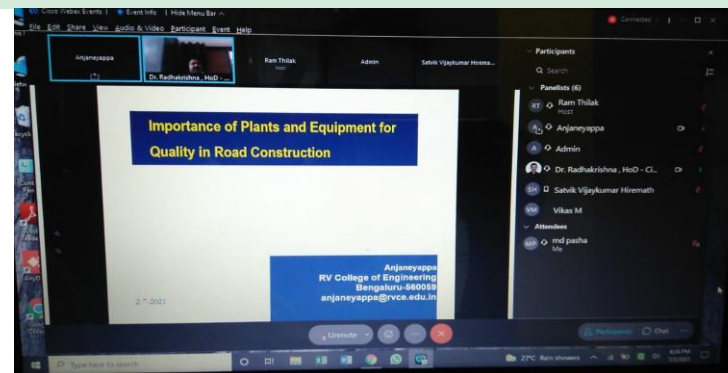 Cisco Webex Events | Event Info | Hide Menu Bar
Connected
File Edit Share View Audio & Video Participant Event Help
Anjaneyappa
Dr. Radhakrishna , HoD - ...
Ram Thilak
Host
Admin
Satvik Vijaykumar Hirema...
Participants
Search
Panelists (6)
RT Ram Thilak
Host
A Anjaneyappa
A Admin
Dr. Radhakrishna , HoD - Ci...
SH Satvik Vijaykumar Hiremath
VM Vikas M
Attendees
MP md pasha
Me
Importance of Plants and Equipment for
Quality in Road Construction
Anjaneyappa
RV College of Engineering
Bengaluru-560059
anjaneyappa@rvce.edu.in
2-7-2021
Unmute
Participants Chat
Type here to search
27°C Rain showers